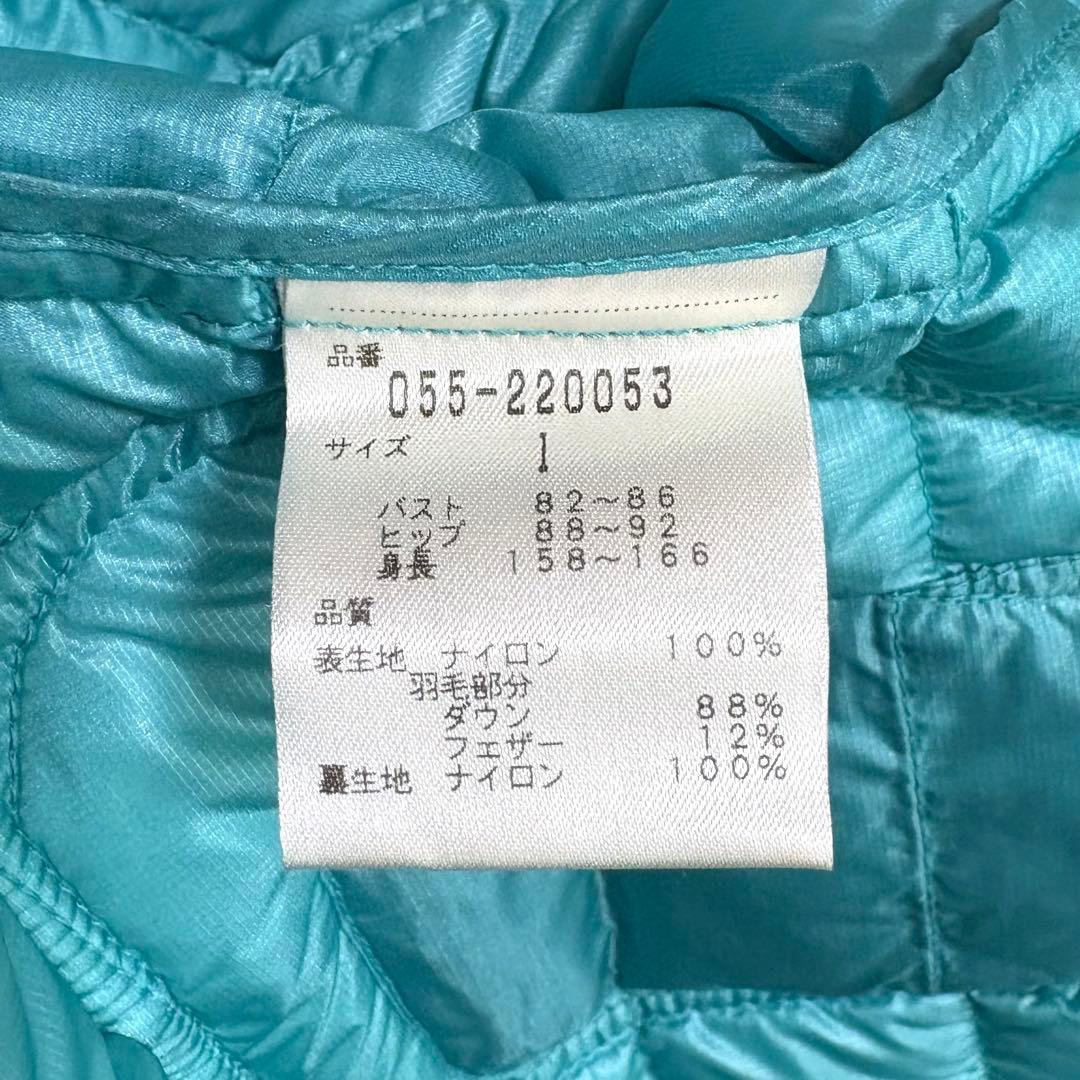 品番
055-220053
サイズ 1
バスト 82～86
ヒップ 88～92
身長 158～166
品質
表生地 ナイロン 100%
羽毛部分
ダウン 88%
フェザー 12%
裏生地 ナイロン 100%